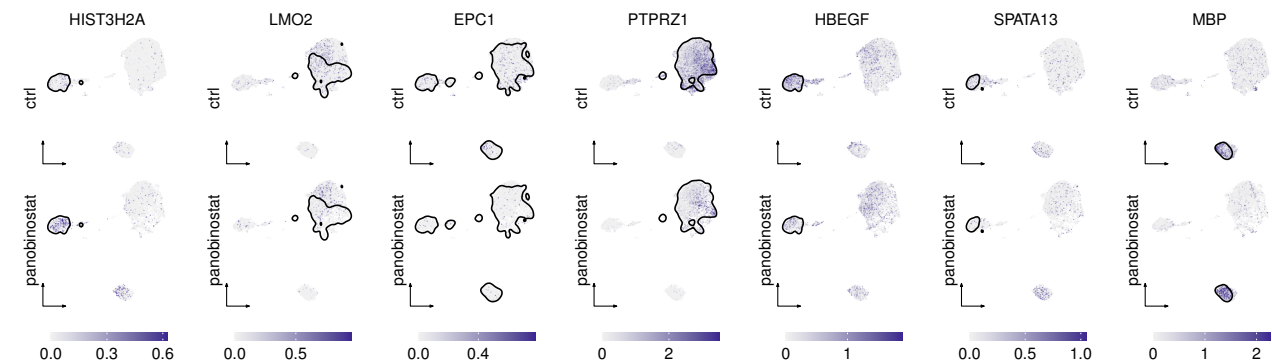 HIST3H2A LMO2 EPC1 PTPRZ1 HBEGF SPATA13 MBP
ctrl ctrl ctrl ctrl ctrl ctrl ctrl
panobinostat panobinostat panobinostat panobinostat panobinostat panobinostat panobinostat
0.0 0.3 0.6 0.0 0.5 0.0 0.4 0 2 0 1 0.0 0.5 1.0 0 1 2